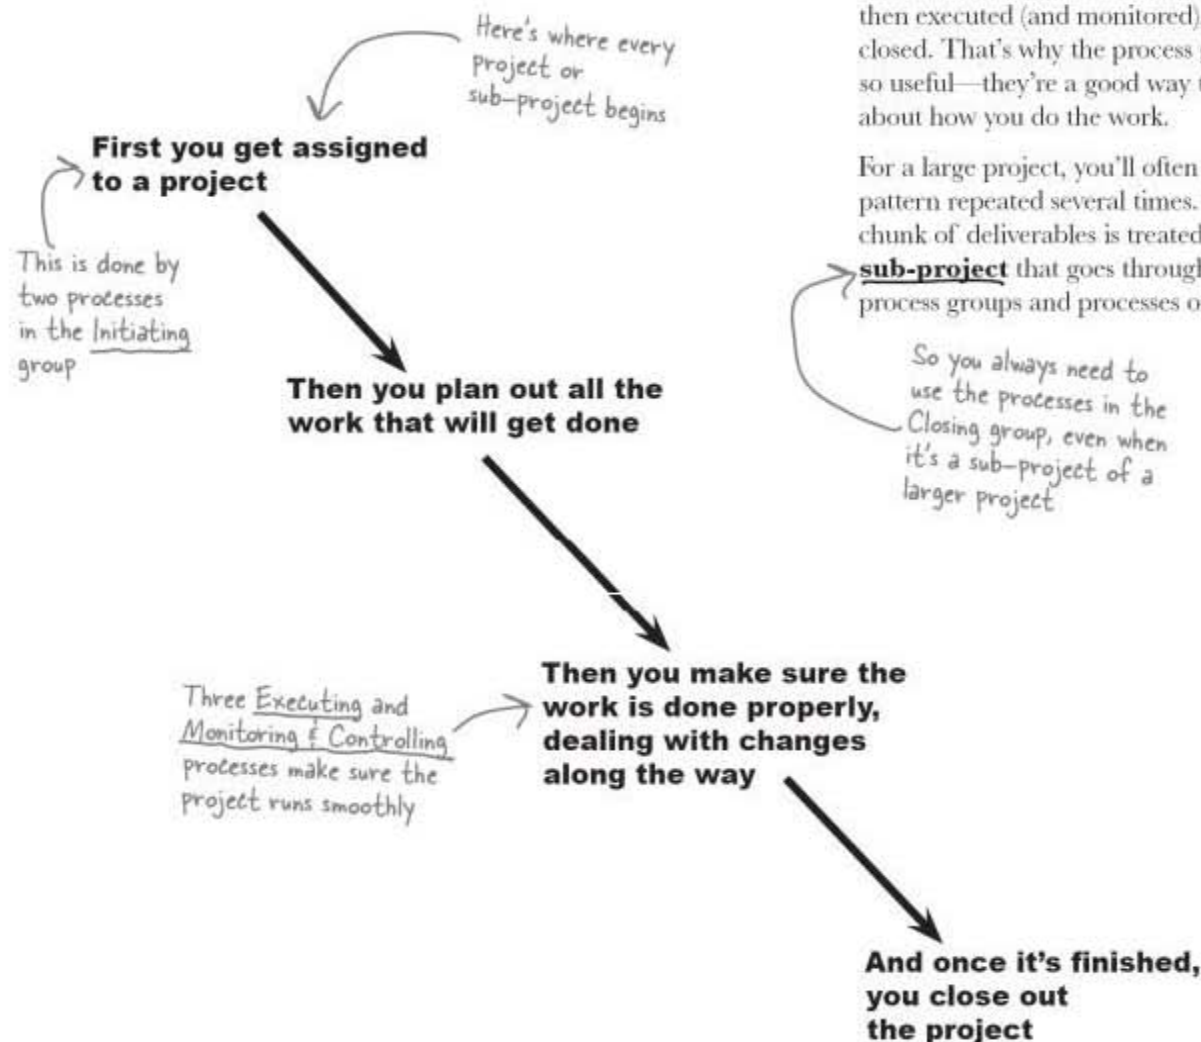 Here's where every
project or
sub-project begins
First you get assigned
to a project
This is done by
two processes
in the Initiating
group
Then you plan out all the
work that will get done
Three Executing and
Monitoring & Controlling
processes make sure the
project runs smoothly
Then you make sure the
work is done properly,
dealing with changes
along the way
And once it's finished,
you close out
the project
then executed (and monitored)
closed. That's why the process
so useful—they're a good way
about how you do the work.
For a large project, you'll often
pattern repeated several times.
chunk of deliverables is treated
sub-project that goes through
process groups and processes
So you always need to
use the processes in the
Closing group, even when
it's a sub-project of a
larger project